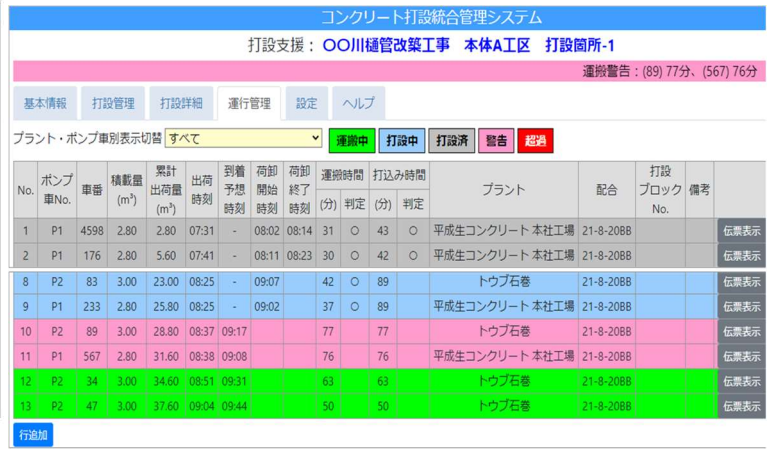 コンクリート打設統合管理システム
打設支援： 〇〇川樋管改築工事 本体A工区 打設箇所-1
運搬警告：(89) 77分、(567) 76分
基本情報 打設管理 打設詳細 運行管理 設定 ヘルプ
プラント・ポンプ車別表示切替 すべて 運搬中 打設中 打設済 警告 超過
No. ポンプ車No. 車番 積載量(m³) 累計出荷量(m³) 出荷時刻 到着予想時刻 荷卸開始時刻 荷卸終了時刻 運搬時間 (分) 判定 打込み時間 (分) 判定 プラント 配合 打設ブロックNo. 備考
1 P1 4598 2.80 2.80 07:31 - 08:02 08:14 31 ○ 43 ○ 平成生コンクリート 本社工場 21-8-20BB 伝票表示
2 P1 176 2.80 5.60 07:41 - 08:11 08:23 30 ○ 42 ○ 平成生コンクリート 本社工場 21-8-20BB 伝票表示
8 P2 83 3.00 23.00 08:25 - 09:07 42 ○ 89 トウブ石巻 21-8-20BB 伝票表示
9 P1 233 2.80 25.80 08:25 - 09:02 37 ○ 89 平成生コンクリート 本社工場 21-8-20BB 伝票表示
10 P2 89 3.00 28.80 08:37 09:17 77 77 トウブ石巻 21-8-20BB 伝票表示
11 P1 567 2.80 31.60 08:38 09:08 76 76 平成生コンクリート 本社工場 21-8-20BB 伝票表示
12 P2 34 3.00 34.60 08:51 09:31 63 63 トウブ石巻 21-8-20BB 伝票表示
13 P2 47 3.00 37.60 09:04 09:44 50 50 トウブ石巻 21-8-20BB 伝票表示
行追加